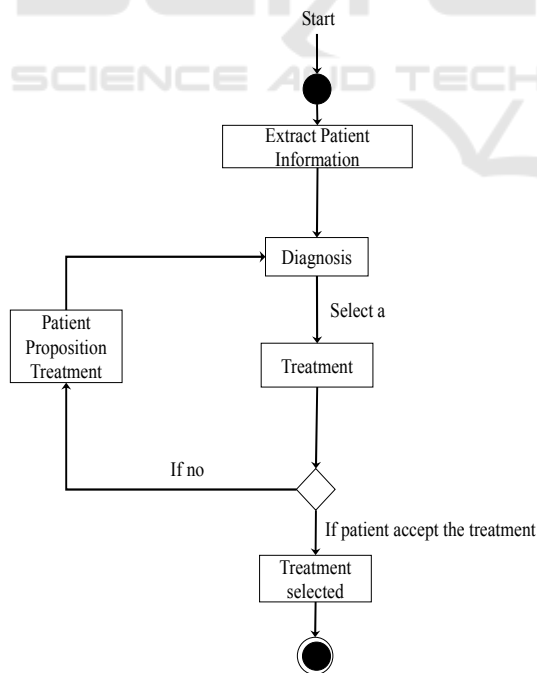 Start
SCIENCE AND TECH
Extract Patient
Information
Diagnosis
Select a
Patient
Proposition
Treatment
Treatment
If no
If patient accept the treatment
Treatment
selected